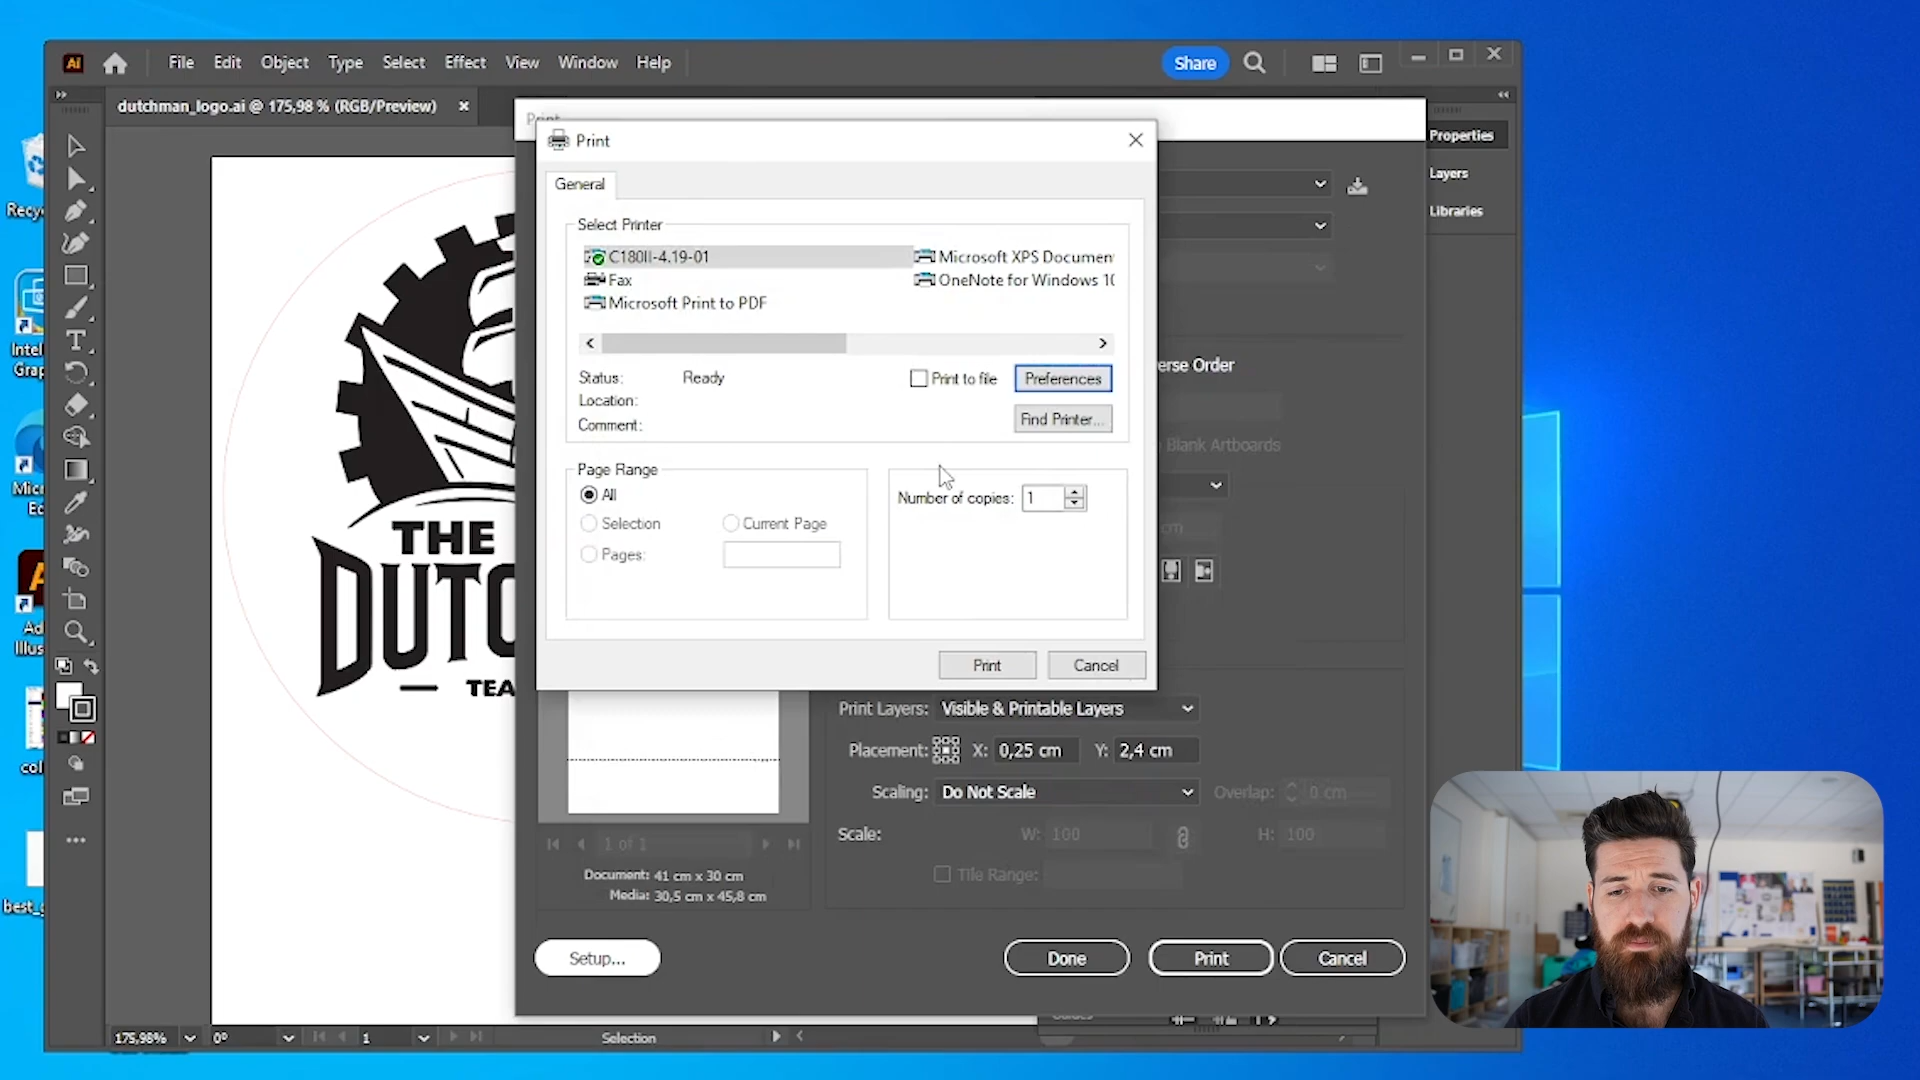 Ai File Edit Object Type Select Effect View Window Help Share
dutchman_logo.ai @ 175,98 % (RGB/Preview)
Print
Print
General
Select Printer
C180II-4.19-01
Fax
Microsoft Print to PDF
Microsoft XPS Documen
OneNote for Windows 10
Status: Ready
Location:
Comment:
Print to file
Preferences
Find Printer...
Page Range
All
Selection
Current Page
Pages:
Number of copies: 1
Print
Cancel
Properties
Layers
Libraries
erse Order
Blank Artboards
cm
THE
DUTC
TEA
Print Layers: Visible & Printable Layers
Placement: X: 0,25 cm Y: 2,4 cm
Scaling: Do Not Scale
Overlap: 0 cm
Scale: W: 100 H: 100
Tile Range:
1 of 1
Document: 41 cm x 30 cm
Media: 30,5 cm x 45,8 cm
Setup...
Done
Print
Cancel
175,98% 0° 1 Selection
Recy
Intel
Grap
Mic
Ec
Ad
Illus
col
best_g